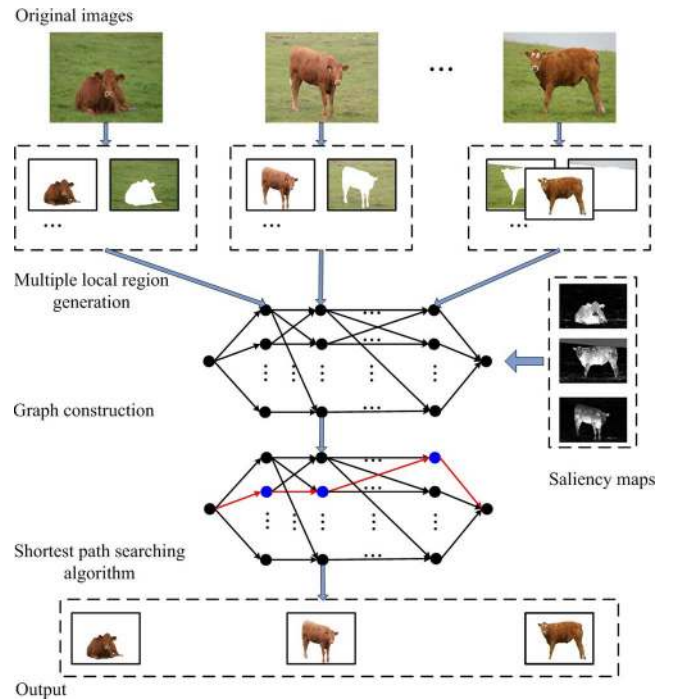 Original images
Multiple local region
generation
Graph construction
Saliency maps
Shortest path searching
algorithm
Output